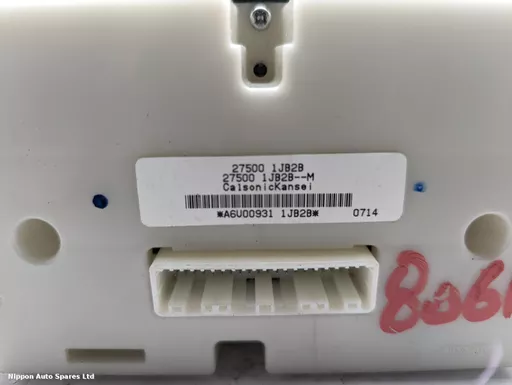 27500 1JB2B
27500 1JB2B--M
CalsonicKansei
*A6U00931 1JB2B* 0714
Nippon Auto Spares Ltd